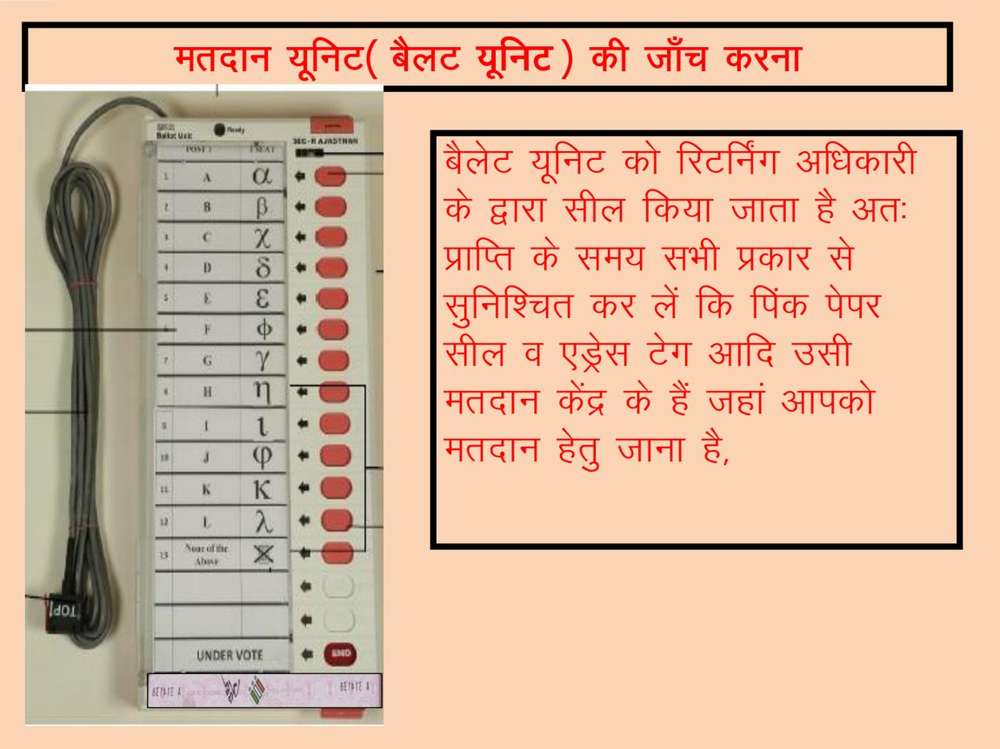 मतदान यूनिट( बैलट यूनिट ) की जाँच करना
बैलेट यूनिट को रिटर्निंग अधिकारी
के द्वारा सील किया जाता है अतः
प्राप्ति के समय सभी प्रकार से
सुनिश्चित कर लें कि पिंक पेपर
सील व एड्रेस टेग आदि उसी
मतदान केंद्र के हैं जहां आपको
मतदान हेतु जाना है,
Ballot Unit
Ready
SEC-RAJASTHAN
POST 1
1 SEAT
1 A α
2 B β
3 C χ
4 D δ
5 E ε
6 F ϕ
7 G γ
8 H η
9 I ι
10 J φ
11 K κ
12 L λ
13 None of the
Above
UNDER VOTE END
TOP